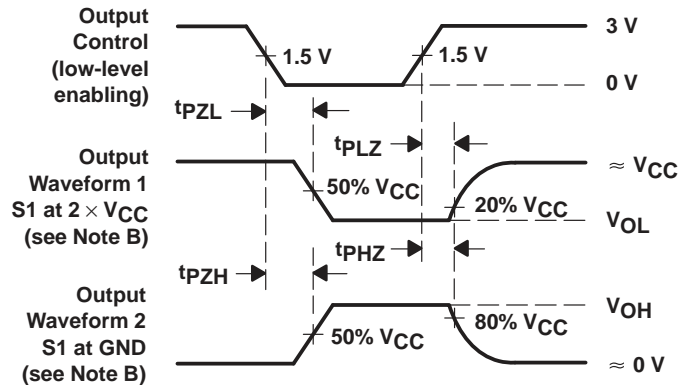 Output
Control
(low-level
enabling)
1.5 V
1.5 V
3 V
0 V
tPZL
tPLZ
Output
Waveform 1
S1 at 2 × VCC
(see Note B)
50% VCC
20% VCC
≈ VCC
VOL
tPZH
tPHZ
Output
Waveform 2
S1 at GND
(see Note B)
50% VCC
80% VCC
VOH
≈ 0 V